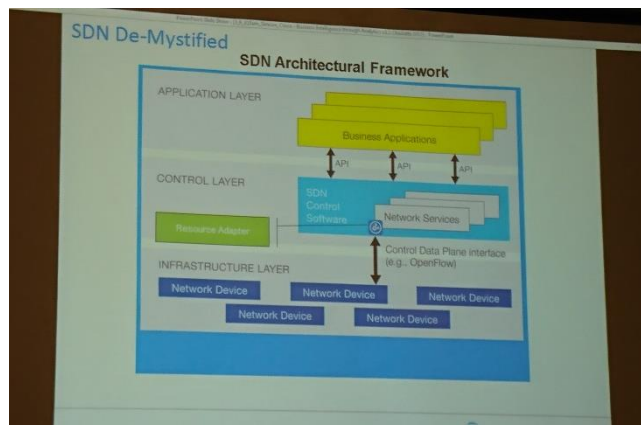 SDN De-Mystified
SDN Architectural Framework
APPLICATION LAYER
Business Applications
API
API
API
CONTROL LAYER
SDN
Control
Software
Network Services
Resource Adapter
Control Data Plane interface
(e.g., OpenFlow)
INFRASTRUCTURE LAYER
Network Device
Network Device
Network Device
Network Device
Network Device